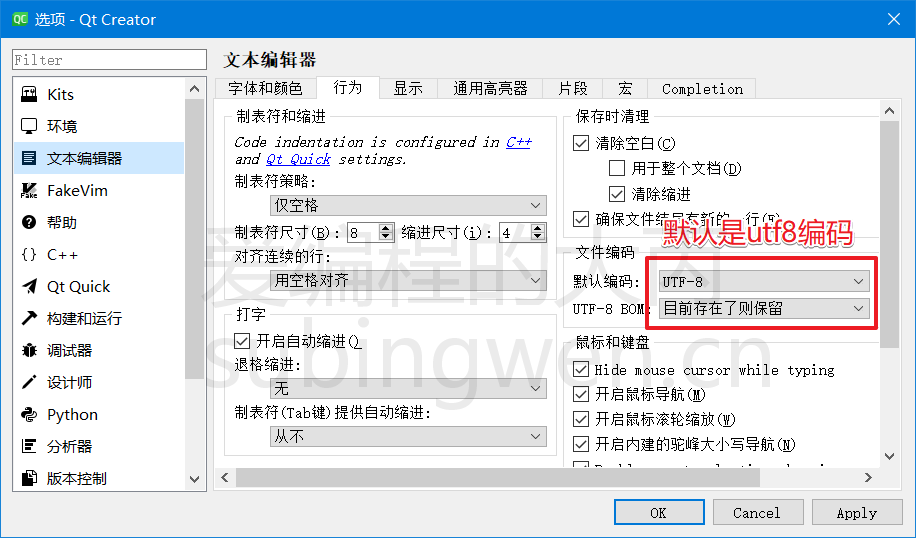 QC 选项 - Qt Creator
Filter
Kits
环境
文本编辑器
FakeVim
帮助
{} C++
Qt Quick
构建和运行
调试器
设计师
Python
分析器
版本控制
文本编辑器
字体和颜色 行为 显示 通用高亮器 片段 宏 Completion
制表符和缩进
Code indentation is configured in C++
and Qt Quick settings.
制表符策略:
仅空格
制表符尺寸(B): 8 缩进尺寸(i): 4
对齐连续的行:
用空格对齐
打字
开启自动缩进()
退格缩进:
无
制表符(Tab键)提供自动缩进:
从不
保存时清理
清除空白(C)
用于整个文档(D)
清除缩进
确保文件结尾有新的一行(F)
默认是utf8编码
文件编码
默认编码: UTF-8
UTF-8 BOM: 目前存在了则保留
鼠标和键盘
Hide mouse cursor while typing
开启鼠标导航(M)
开启鼠标滚轮缩放(W)
开启内建的驼峰大小写导航(N)
OK Cancel Apply
爱编程的大丙
subingwen.cn